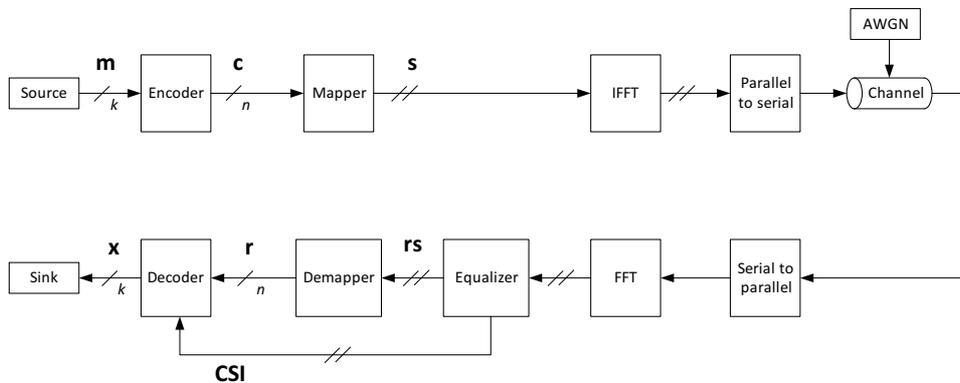 AWGN
m
c
s
Source
Encoder
Mapper
IFFT
Parallel
to serial
Channel
k
n
x
r
rs
Sink
Decoder
Demapper
Equalizer
FFT
Serial to
parallel
k
n
CSI